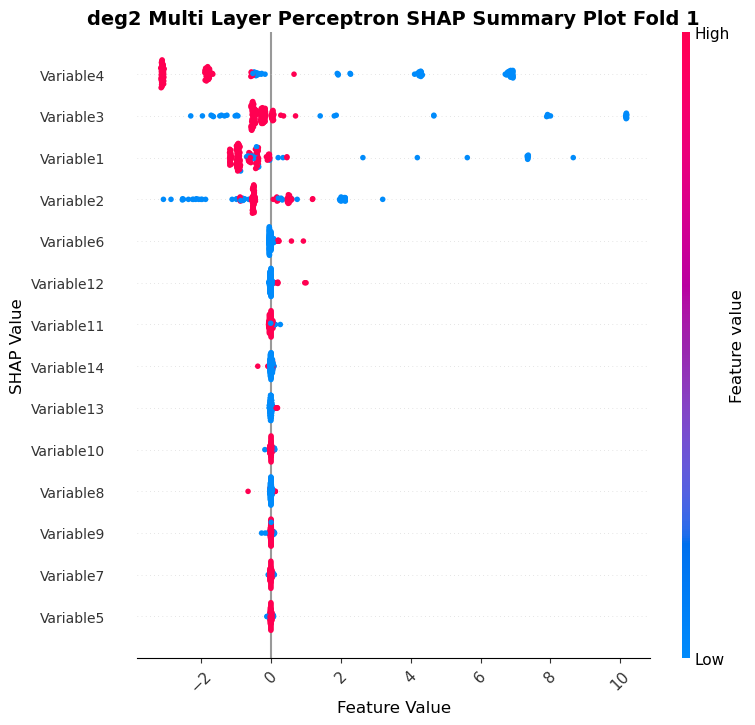 deg2 Multi Layer Perceptron SHAP Summary Plot Fold 1
High
Variable4
Variable3
Variable1
Variable2
Variable6
Variable12
Variable11
Variable14
Variable13
Variable10
Variable8
Variable9
Variable7
Variable5
SHAP Value
Feature value
Low
−2
0
2
4
6
8
10
Feature Value